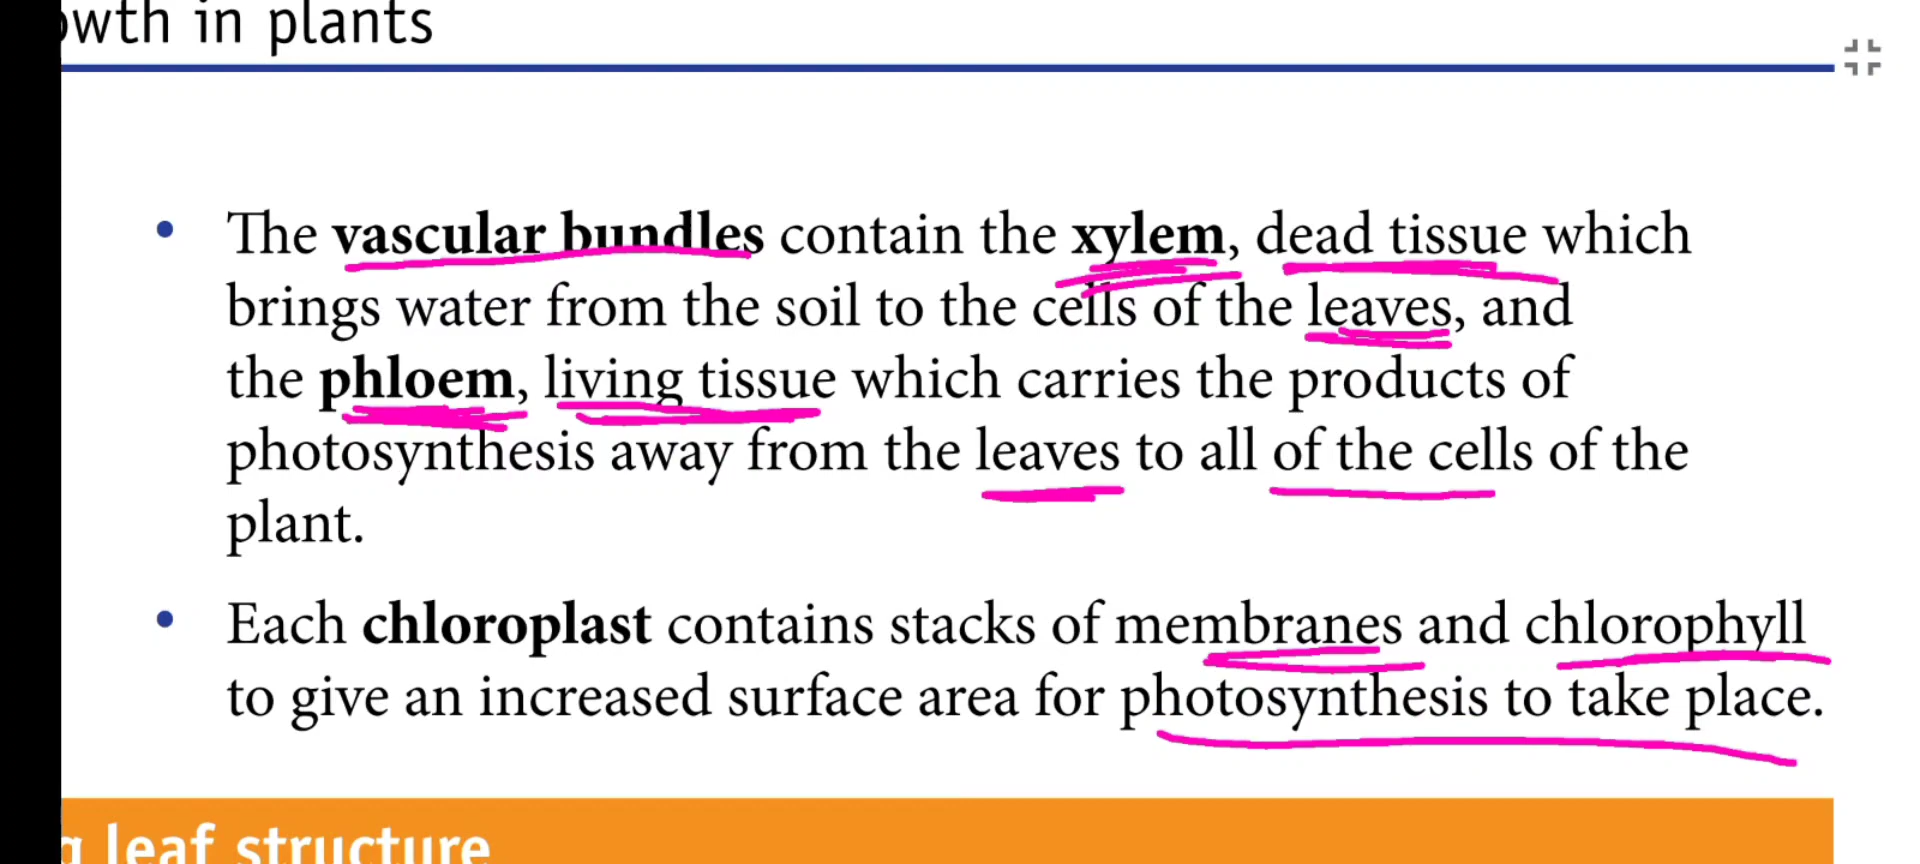 owth in plants
• The vascular bundles contain the xylem, dead tissue which
brings water from the soil to the cells of the leaves, and
the phloem, living tissue which carries the products of
photosynthesis away from the leaves to all of the cells of the
plant.
• Each chloroplast contains stacks of membranes and chlorophyll
to give an increased surface area for photosynthesis to take place.
g leaf structure